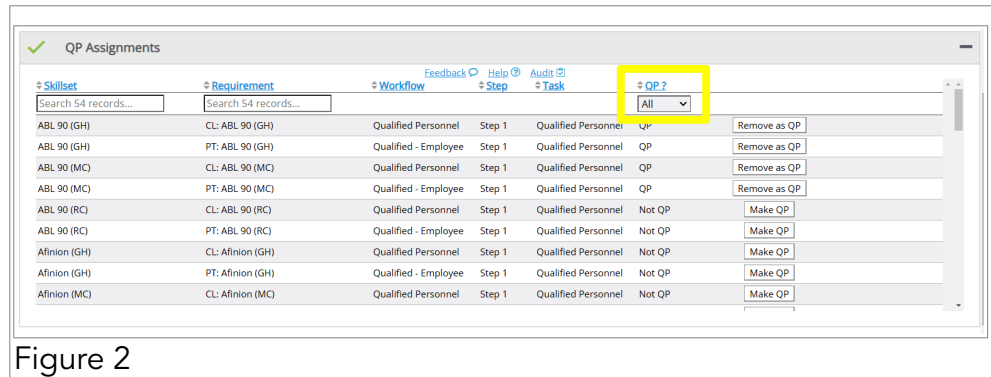 QP Assignments
Feedback Help Audit
Skillset Requirement Workflow Step Task QP ?
Search 54 records... Search 54 records... All
ABL 90 (GH) CL: ABL 90 (GH) Qualified Personnel Step 1 Qualified Personnel QP Remove as QP
ABL 90 (GH) PT: ABL 90 (GH) Qualified - Employee Step 1 Qualified Personnel QP Remove as QP
ABL 90 (MC) CL: ABL 90 (MC) Qualified Personnel Step 1 Qualified Personnel QP Remove as QP
ABL 90 (MC) PT: ABL 90 (MC) Qualified - Employee Step 1 Qualified Personnel QP Remove as QP
ABL 90 (RC) CL: ABL 90 (RC) Qualified Personnel Step 1 Qualified Personnel Not QP Make QP
ABL 90 (RC) PT: ABL 90 (RC) Qualified - Employee Step 1 Qualified Personnel Not QP Make QP
Afinion (GH) CL: Afinion (GH) Qualified Personnel Step 1 Qualified Personnel Not QP Make QP
Afinion (GH) PT: Afinion (GH) Qualified - Employee Step 1 Qualified Personnel Not QP Make QP
Afinion (MC) CL: Afinion (MC) Qualified Personnel Step 1 Qualified Personnel Not QP Make QP
Figure 2